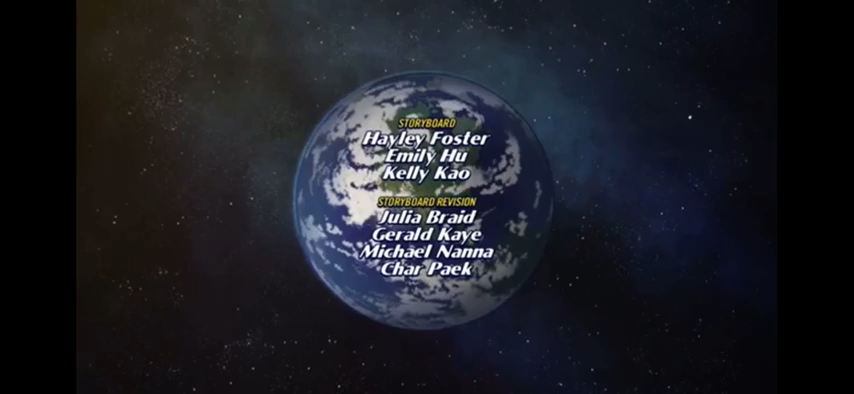 STORYBOARD
Hayley Foster
Emily Hu
Kelly Kao
STORYBOARD REVISION
Julia Braid
Gerald Kaye
Michael Nanna
Char Paek